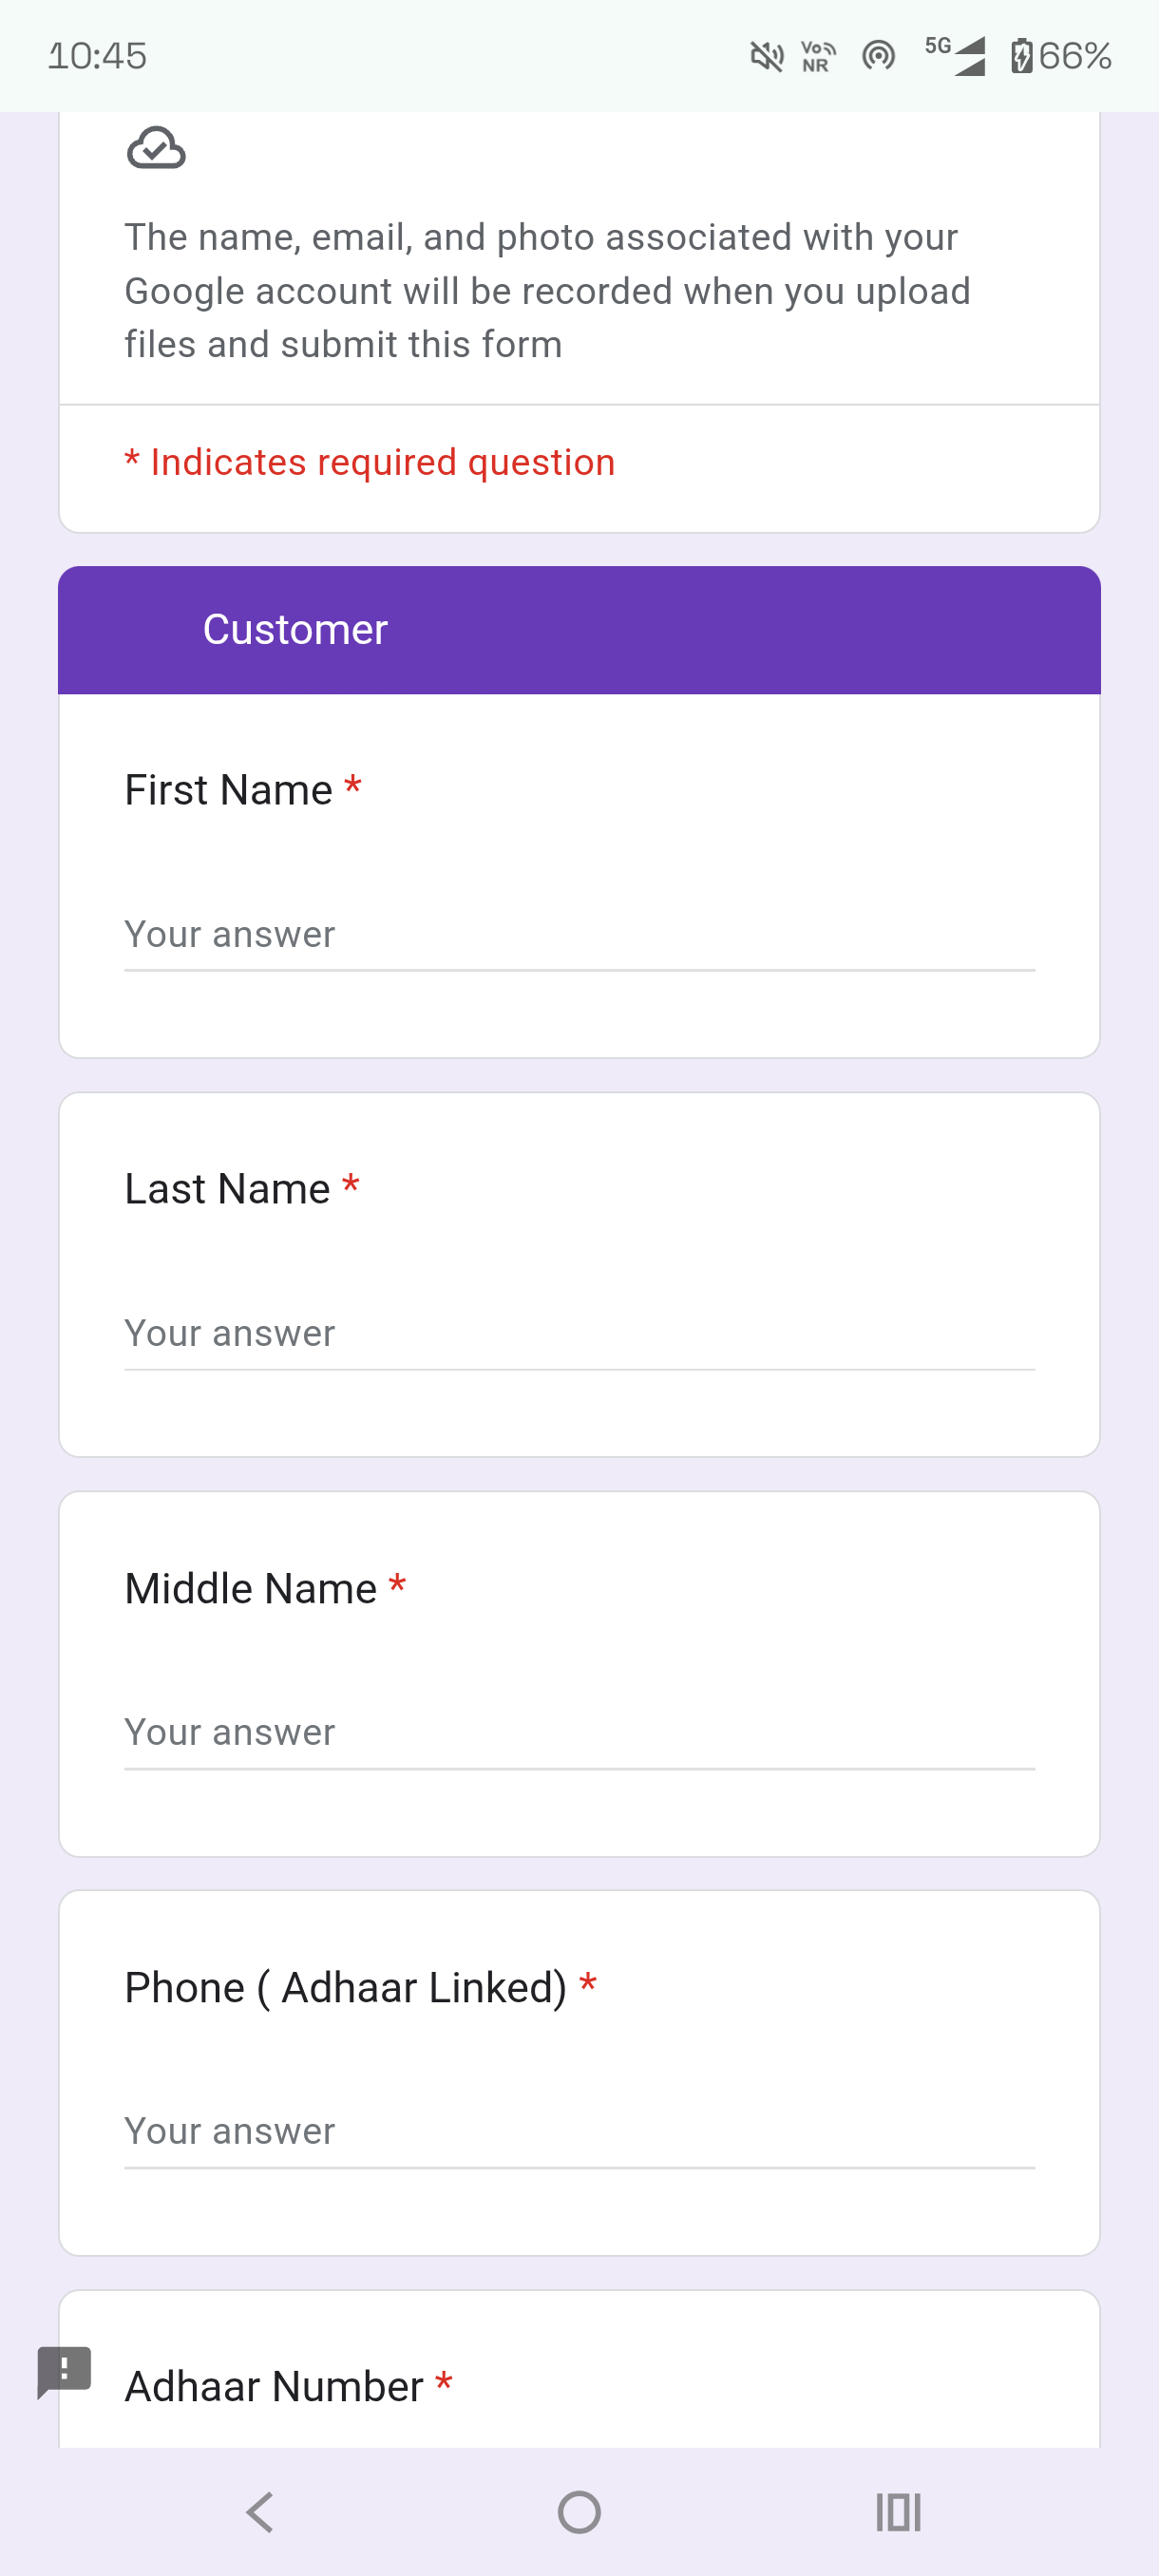 10:45
Vo NR 5G 66%
The name, email, and photo associated with your
Google account will be recorded when you upload
files and submit this form
* Indicates required question
Customer
First Name *
Your answer
Last Name *
Your answer
Middle Name *
Your answer
Phone ( Adhaar Linked) *
Your answer
Adhaar Number *